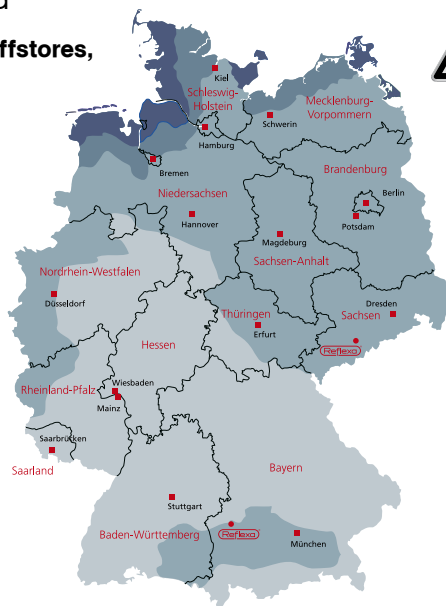 ffstores,
Kiel
Schleswig-
Holstein
Mecklenburg-
Vorpommern
Schwerin
Hamburg
Bremen
Brandenburg
Berlin
Niedersachsen
Hannover
Potsdam
Magdeburg
Sachsen-Anhalt
Nordrhein-Westfalen
Düsseldorf
Thüringen
Erfurt
Dresden
Sachsen
Hessen
Reflexa
Rheinland-Pfalz
Wiesbaden
Mainz
Saarbrücken
Saarland
Bayern
Stuttgart
Baden-Württemberg
Reflexa
München